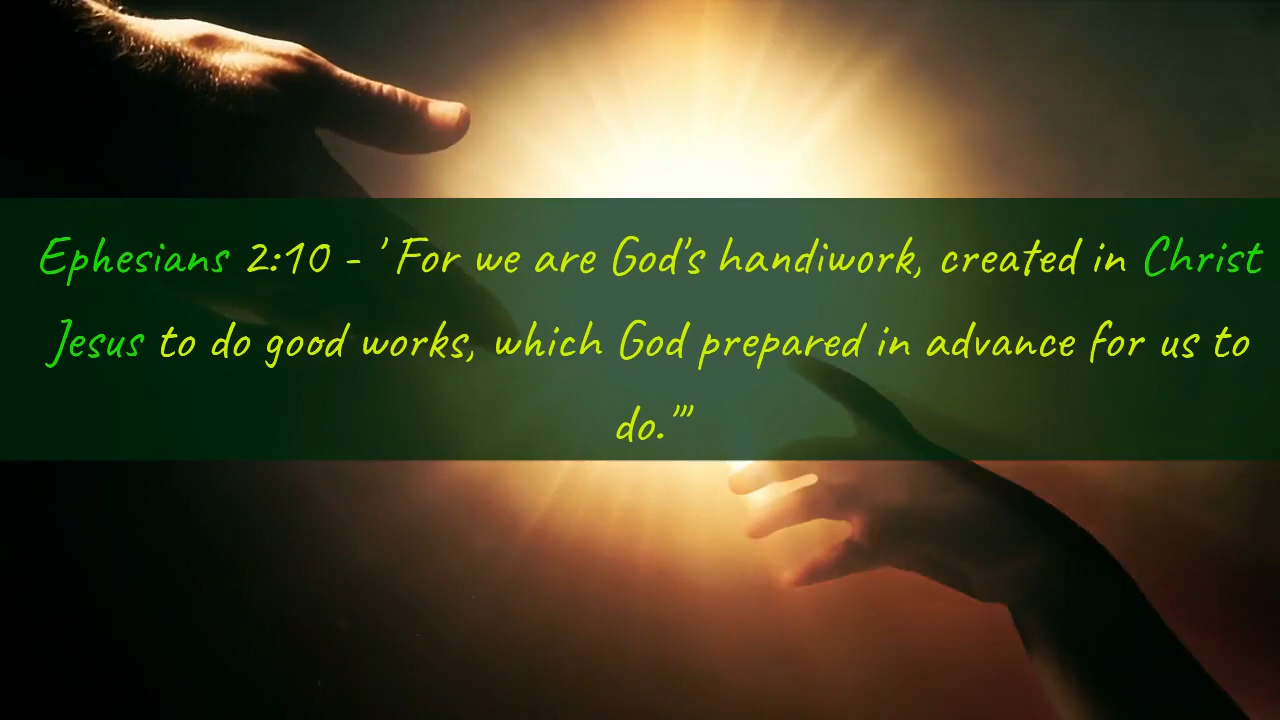 Ephesians 2:10 - ' For we are God's handiwork, created in Christ
Jesus to do good works, which God prepared in advance for us to
do.'"